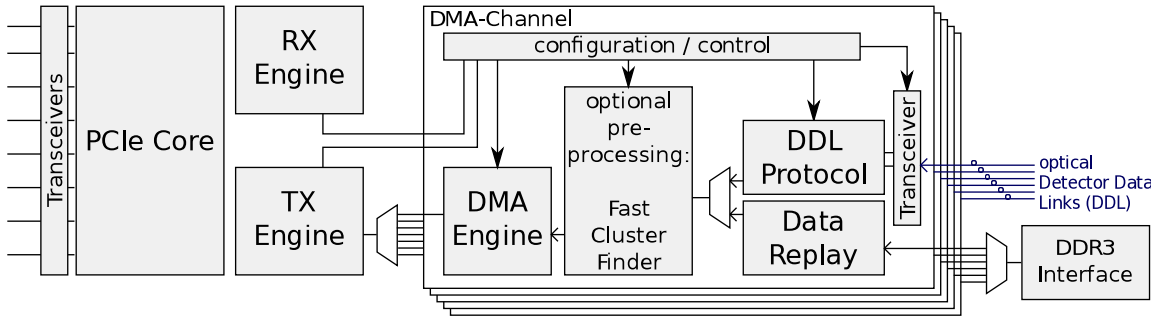 DMA-Channel
configuration / control
Transceivers
PCIe Core
RX
Engine
TX
Engine
DMA
Engine
optional
pre-
processing:
Fast
Cluster
Finder
DDL
Protocol
Data
Replay
Transceiver
optical
Detector Data
Links (DDL)
DDR3
Interface